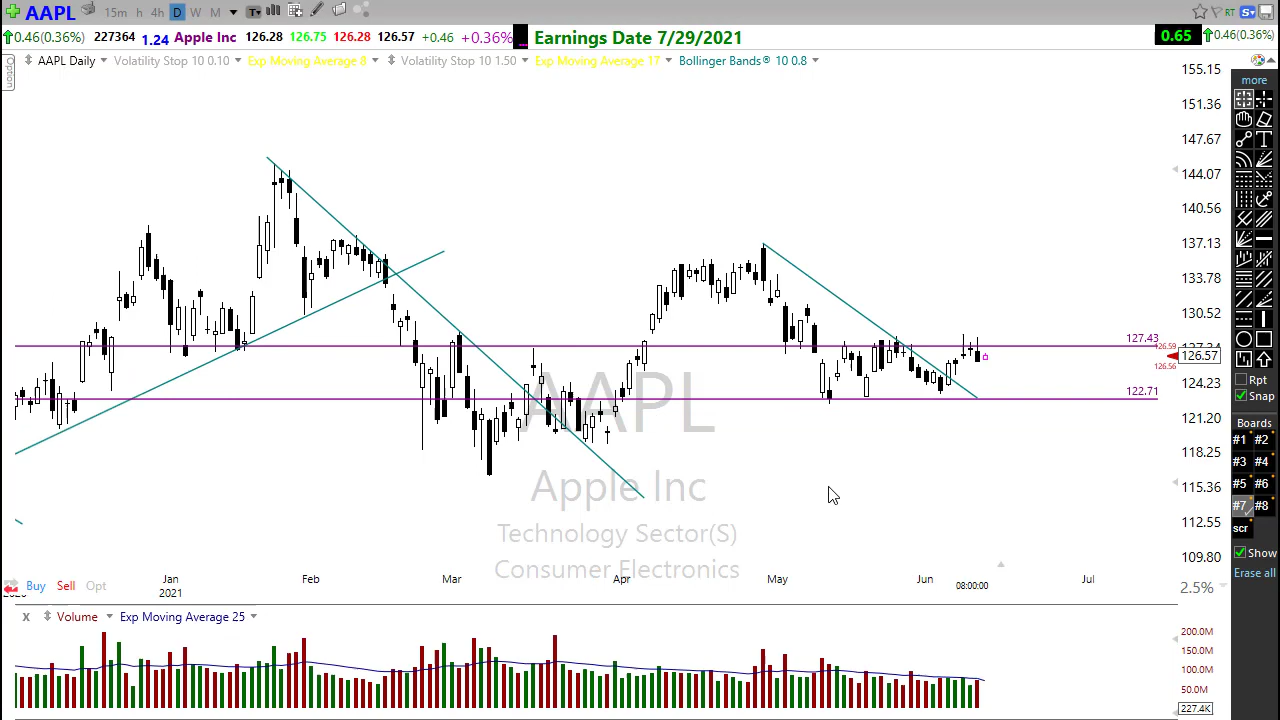 AAPL 15m h 4h D W M T RT S
0.46(0.36%) 227364 1.24 Apple Inc 126.28 126.75 126.28 126.57 +0.46 +0.36% Earnings Date 7/29/2021 0.65 0.46(0.36%)
Option
AAPL Daily Volatility Stop 10 0.10 Exp Moving Average 8 Volatility Stop 10 1.50 Exp Moving Average 17 Bollinger Bands® 10 0.8
155.15
151.36
147.67
144.07
140.56
137.13
133.78
130.52
127.43
126.59
126.57
126.56
124.23
122.71
121.20
118.25
115.36
112.55
109.80
AAPL
Apple Inc
Technology Sector(S)
Consumer Electronics
Jan Feb Mar Apr May Jun Jul
2021 08:00:00
Buy Sell Opt 2.5%
X Volume Exp Moving Average 25
200.0M
150.0M
100.0M
50.0M
227.4K
more
Rpt
Snap
Boards
#1 #2
#3 #4
#5 #6
#7 #8
scr
Show
Erase all